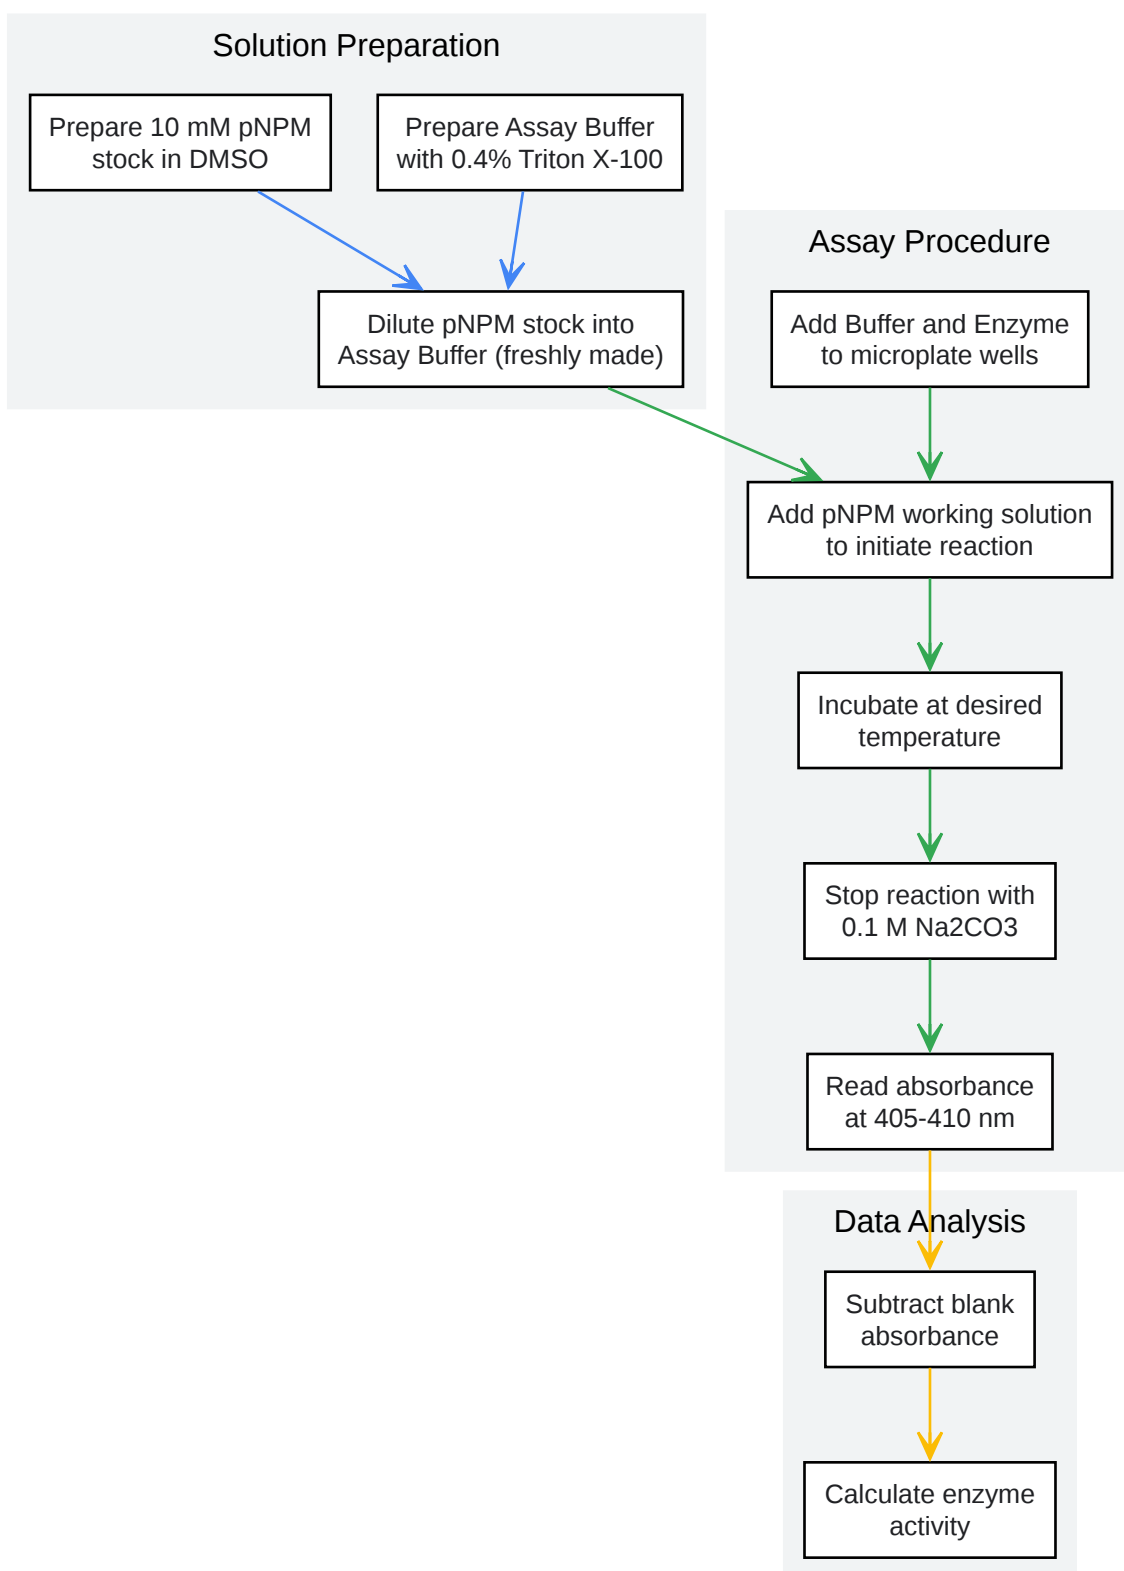 Solution Preparation
Prepare 10 mM pNPM
stock in DMSO
Prepare Assay Buffer
with 0.4% Triton X-100
Dilute pNPM stock into
Assay Buffer (freshly made)
Assay Procedure
Add Buffer and Enzyme
to microplate wells
Add pNPM working solution
to initiate reaction
Incubate at desired
temperature
Stop reaction with
0.1 M Na2CO3
Read absorbance
at 405-410 nm
Data Analysis
Subtract blank
absorbance
Calculate enzyme
activity